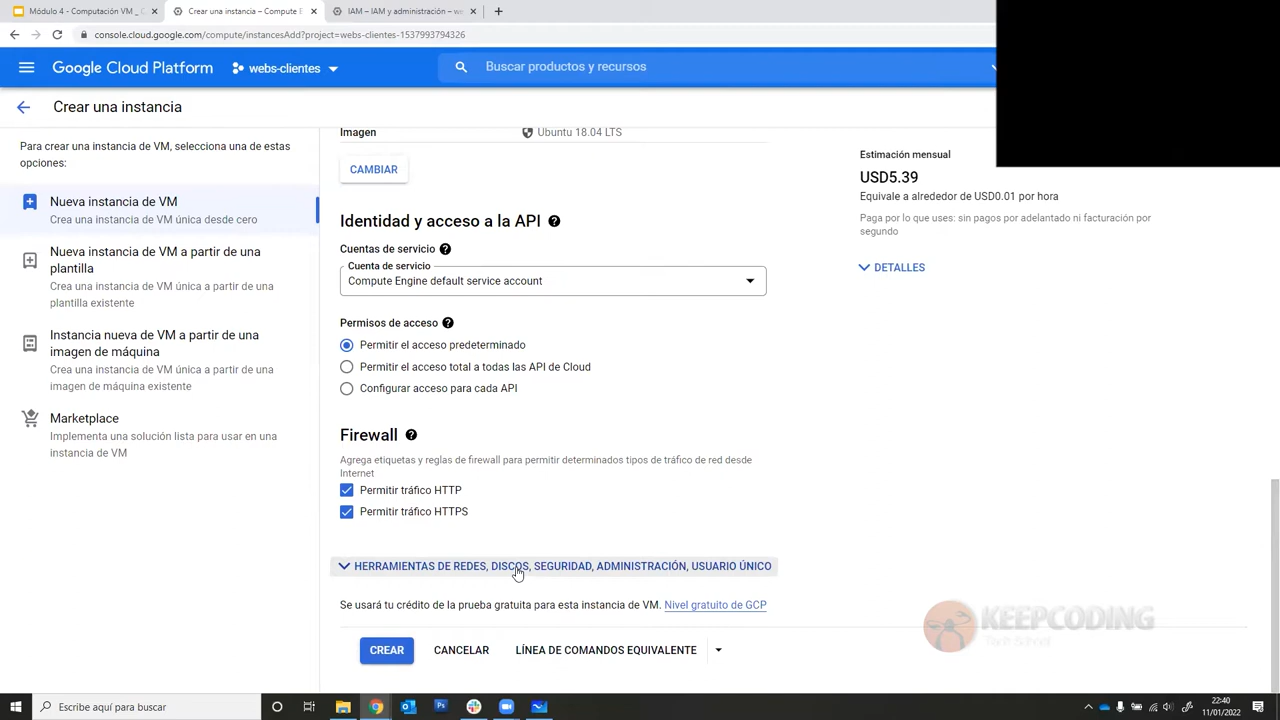 Módulo 4 - Computación VM _ C
Crear una instancia – Compute E
IAM – IAM y administración – we
console.cloud.google.com/compute/instancesAdd?project=webs-clientes-1537993794326
Google Cloud Platform
webs-clientes
Buscar productos y recursos
Crear una instancia
Para crear una instancia de VM, selecciona una de estas
opciones:
Nueva instancia de VM
Crea una instancia de VM única desde cero
Nueva instancia de VM a partir de una
plantilla
Crea una instancia de VM única a partir de una
plantilla existente
Instancia nueva de VM a partir de una
imagen de máquina
Crea una instancia de VM única a partir de una
imagen de máquina existente
Marketplace
Implementa una solución lista para usar en una
instancia de VM
Imagen
Ubuntu 18.04 LTS
CAMBIAR
Identidad y acceso a la API
Cuentas de servicio
Cuenta de servicio
Compute Engine default service account
Permisos de acceso
Permitir el acceso predeterminado
Permitir el acceso total a todas las API de Cloud
Configurar acceso para cada API
Firewall
Agrega etiquetas y reglas de firewall para permitir determinados tipos de tráfico de red desde
Internet
Permitir tráfico HTTP
Permitir tráfico HTTPS
HERRAMIENTAS DE REDES, DISCOS, SEGURIDAD, ADMINISTRACIÓN, USUARIO ÚNICO
Se usará tu crédito de la prueba gratuita para esta instancia de VM. Nivel gratuito de GCP
CREAR
CANCELAR
LÍNEA DE COMANDOS EQUIVALENTE
Estimación mensual
USD5.39
Equivale a alrededor de USD0.01 por hora
Paga por lo que uses: sin pagos por adelantado ni facturación por
segundo
DETALLES
KEEPCODING
Tech School
Escribe aquí para buscar
22:40
11/01/2022